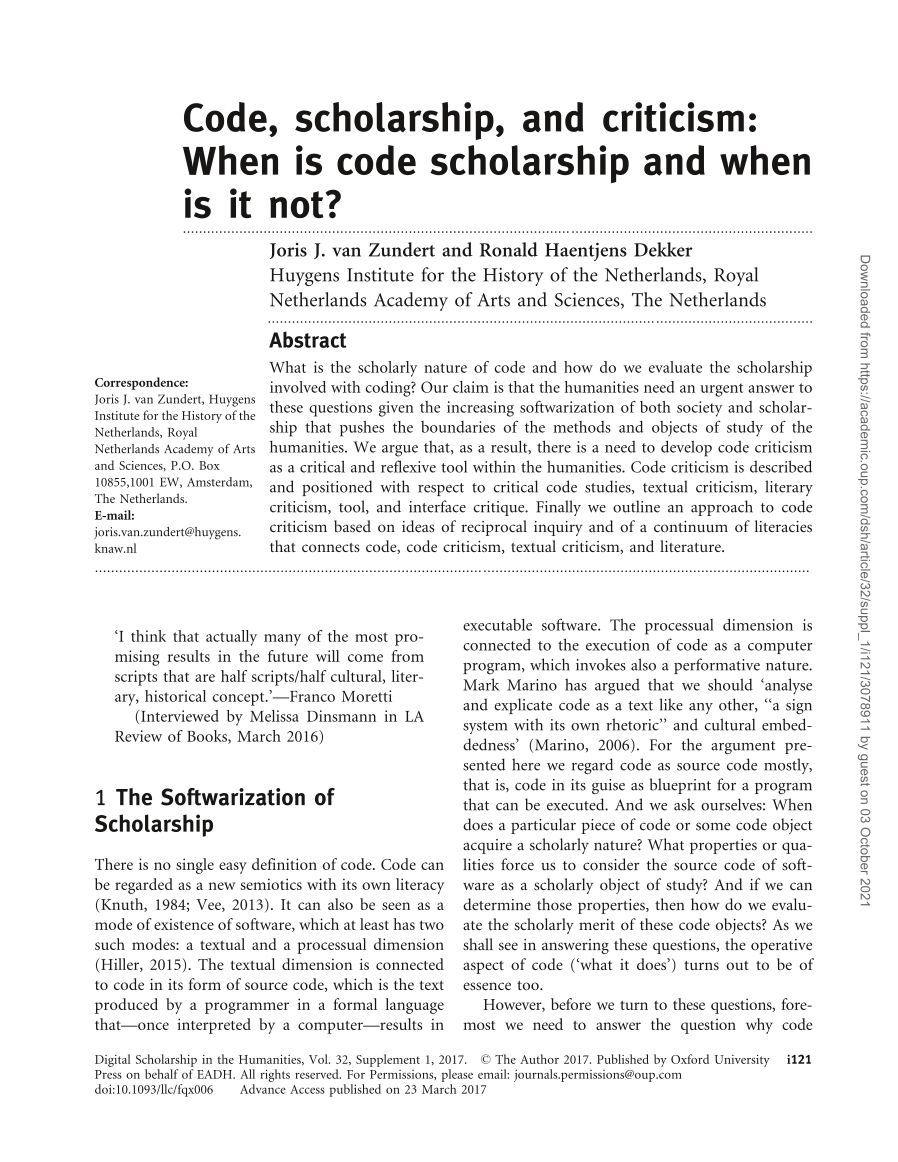 Code, scholarship, and criticism:
When is code scholarship and when
is it not?
Joris J. van Zundert and Ronald Haentjens Dekker
Huygens Institute for the History of the Netherlands, Royal
Netherlands Academy of Arts and Sciences, The Netherlands
Abstract
What is the scholarly nature of code and how do we evaluate the scholarship
involved with coding? Our claim is that the humanities need an urgent answer to
these questions given the increasing softwarization of both society and scholar-
ship that pushes the boundaries of the methods and objects of study of the
humanities. We argue that, as a result, there is a need to develop code criticism
as a critical and reflexive tool within the humanities. Code criticism is described
and positioned with respect to critical code studies, textual criticism, literary
criticism, tool, and interface critique. Finally we outline an approach to code
criticism based on ideas of reciprocal inquiry and of a continuum of literacies
that connects code, code criticism, textual criticism, and literature.
Correspondence:
Joris J. van Zundert, Huygens
Institute for the History of the
Netherlands, Royal
Netherlands Academy of Arts
and Sciences, P.O. Box
10855,1001 EW, Amsterdam,
The Netherlands.
E-mail:
joris.van.zundert@huygens.
knaw.nl
‘I think that actually many of the most pro-
mising results in the future will come from
scripts that are half scripts/half cultural, liter-
ary, historical concept.’—Franco Moretti
(Interviewed by Melissa Dinsmann in LA
Review of Books, March 2016)
1 The Softwarization of
Scholarship
There is no single easy definition of code. Code can
be regarded as a new semiotics with its own literacy
(Knuth, 1984; Vee, 2013). It can also be seen as a
mode of existence of software, which at least has two
such modes: a textual and a processual dimension
(Hiller, 2015). The textual dimension is connected
to code in its form of source code, which is the text
produced by a programmer in a formal language
that—once interpreted by a computer—results in
executable software. The processual dimension is
connected to the execution of code as a computer
program, which invokes also a performative nature.
Mark Marino has argued that we should ‘analyse
and explicate code as a text like any other, ‘‘a sign
system with its own rhetoric’’ and cultural embed-
dedness’ (Marino, 2006). For the argument pre-
sented here we regard code as source code mostly,
that is, code in its guise as blueprint for a program
that can be executed. And we ask ourselves: When
does a particular piece of code or some code object
acquire a scholarly nature? What properties or qua-
lities force us to consider the source code of soft-
ware as a scholarly object of study? And if we can
determine those properties, then how do we evalu-
ate the scholarly merit of these code objects? As we
shall see in answering these questions, the operative
aspect of code (‘what it does’) turns out to be of
essence too.
However, before we turn to these questions, fore-
most we need to answer the question why code
Digital Scholarship in the Humanities, Vol. 32, Supplement 1, 2017. © The Author 2017. Published by Oxford University i121
Press on behalf of EADH. All rights reserved. For Permissions, please email: journals.permissions@oup.com
doi:10.1093/llc/fqx006 Advance Access published on 23 March 2017
Downloaded from https://academic.oup.com/dsh/article/32/suppl_1/i121/3078911 by guest on 03 October 2021